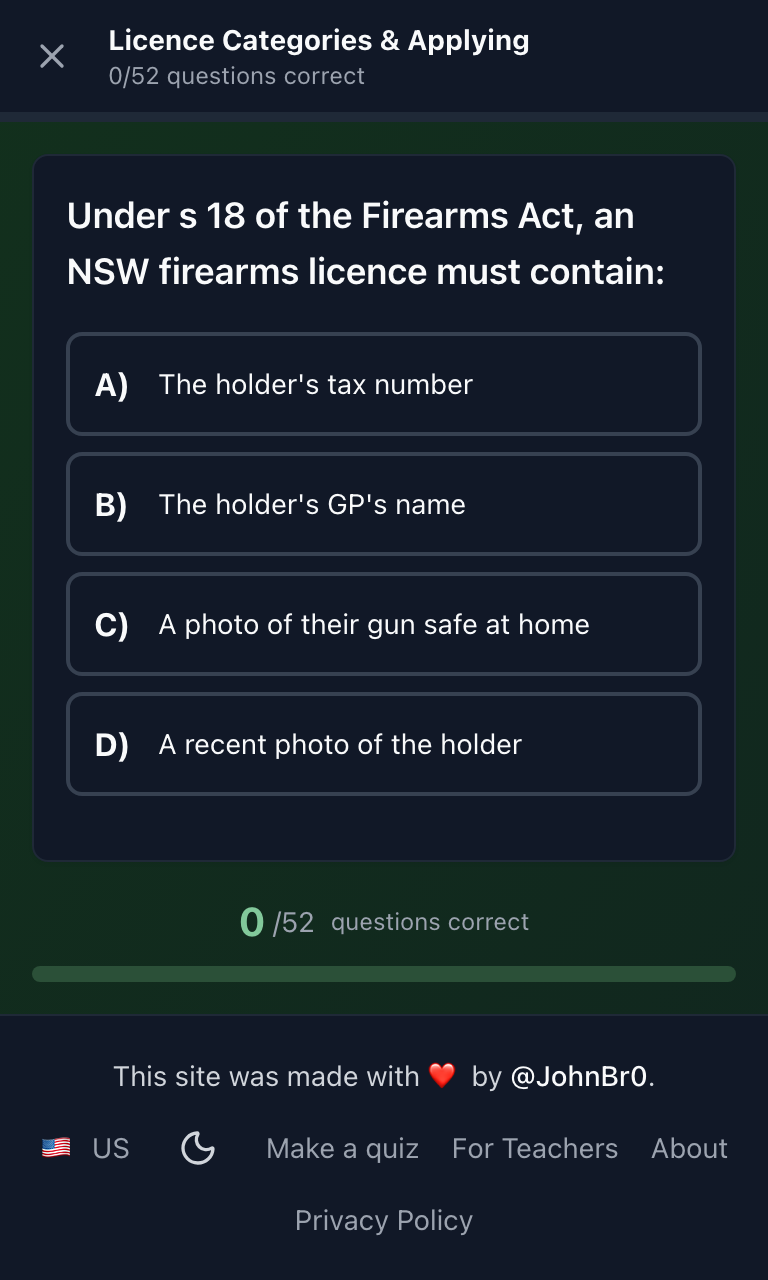 Licence Categories & Applying
0/52 questions correct
Under s 18 of the Firearms Act, an
NSW firearms licence must contain:
A) The holder's tax number
B) The holder's GP's name
C) A photo of their gun safe at home
D) A recent photo of the holder
0/52 questions correct
This site was made with ❤️ by @JohnBr0.
🇺🇸 US Make a quiz For Teachers About
Privacy Policy